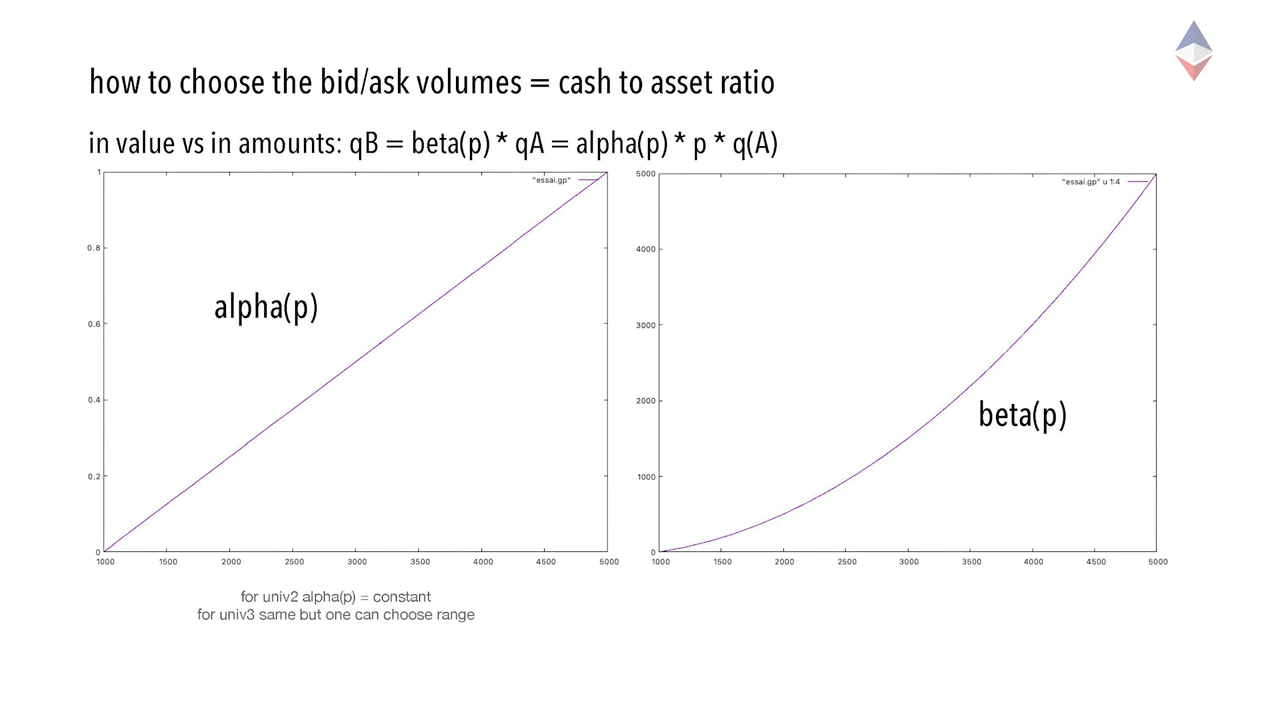 how to choose the bid/ask volumes = cash to asset ratio
in value vs in amounts: qB = beta(p) * qA = alpha(p) * p * q(A)
"essai.gp"
1
0.8
0.6
0.4
0.2
0
1000 1500 2000 2500 3000 3500 4000 4500 5000
alpha(p)
"essai.gp" u 1:4
5000
4000
3000
2000
1000
0
1000 1500 2000 2500 3000 3500 4000 4500 5000
beta(p)
for univ2 alpha(p) = constant
for univ3 same but one can choose range